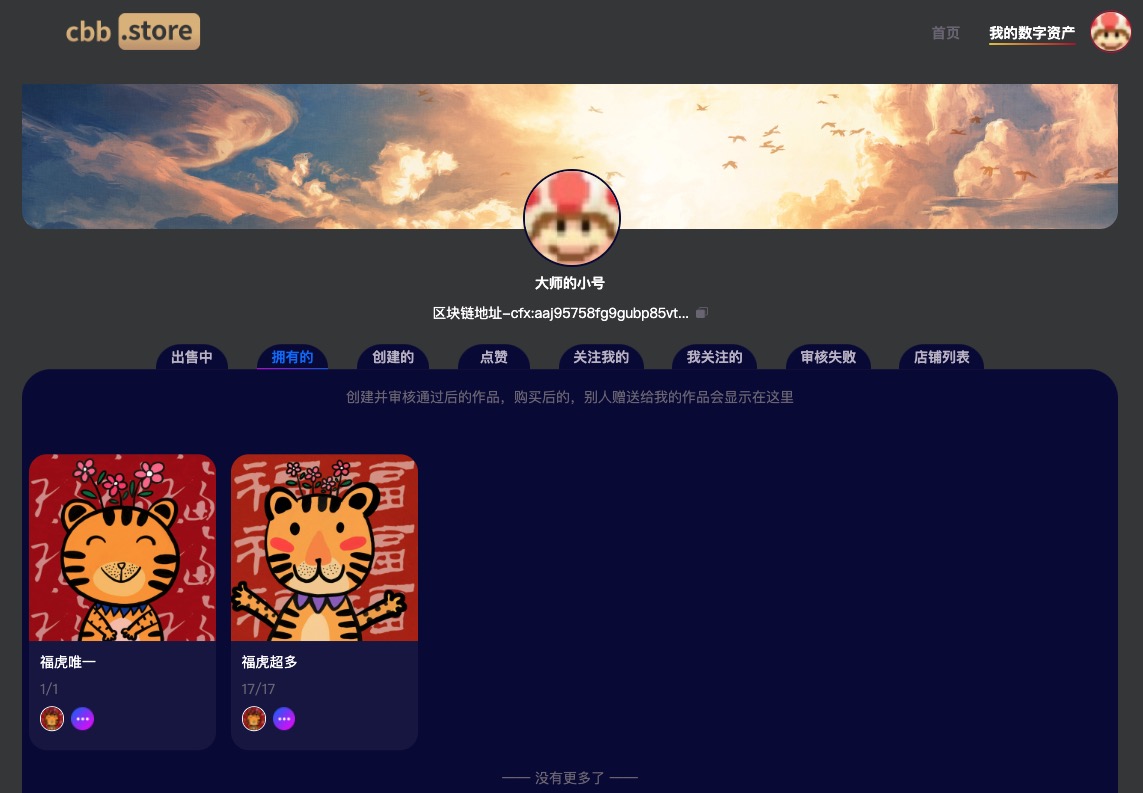 cbb .store
首页
我的数字资产
大师的小号
区块链地址-cfx:aaj95758fg9gubp85vt...
出售中
拥有的
创建的
点赞
关注我的
我关注的
审核失败
店铺列表
创建并审核通过后的作品，购买后的，别人赠送给我的作品会显示在这里
福虎唯一
1/1
福虎超多
17/17
没有更多了